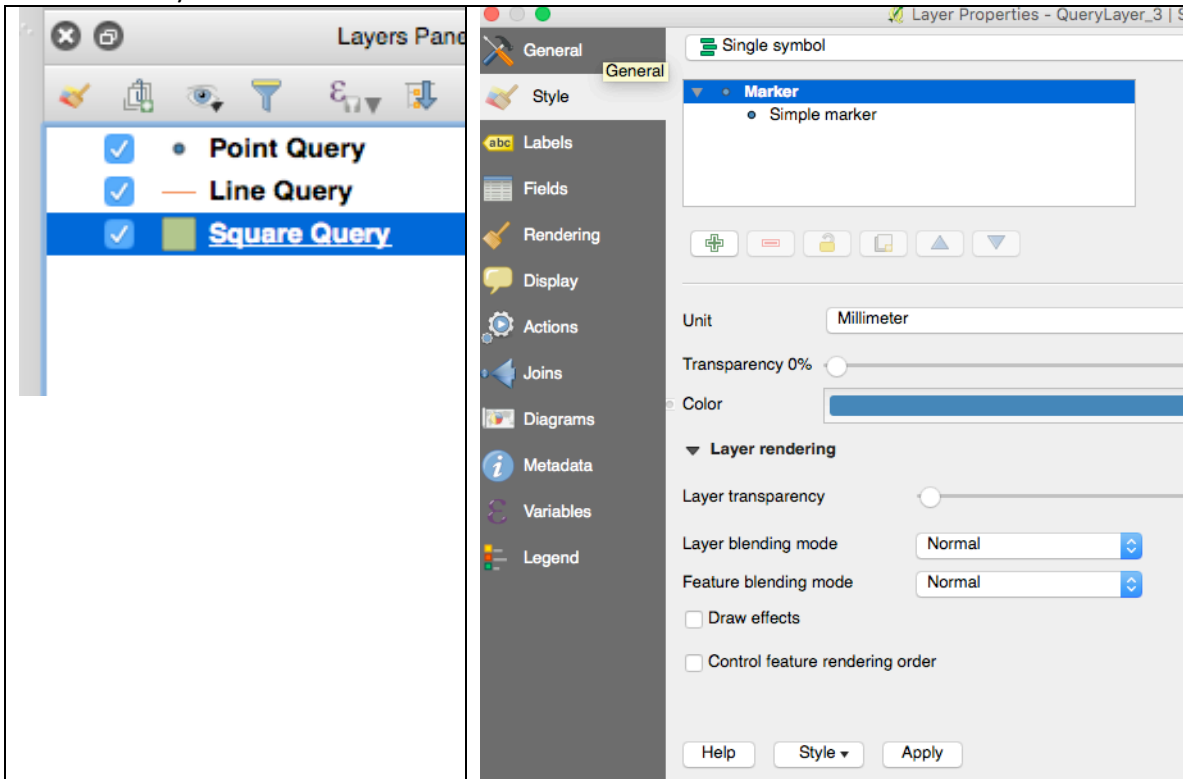 Layers Pane
Point Query
Line Query
Square Query
Layer Properties - QueryLayer_3 | S
General
General
Style
abc Labels
Fields
Rendering
Display
Actions
Joins
Diagrams
Metadata
Variables
Legend
Single symbol
Marker
Simple marker
Unit Millimeter
Transparency 0%
Color
Layer rendering
Layer transparency
Layer blending mode Normal
Feature blending mode Normal
Draw effects
Control feature rendering order
Help Style Apply